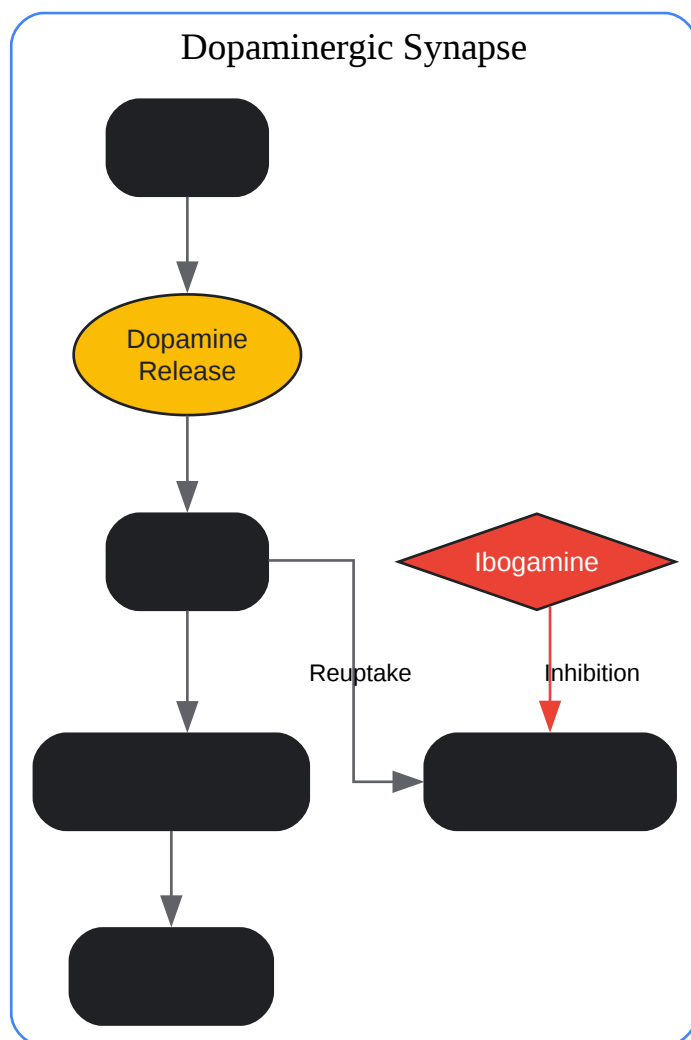 Dopaminergic Synapse
Dopamine
Release
Ibogamine
Reuptake
Inhibition